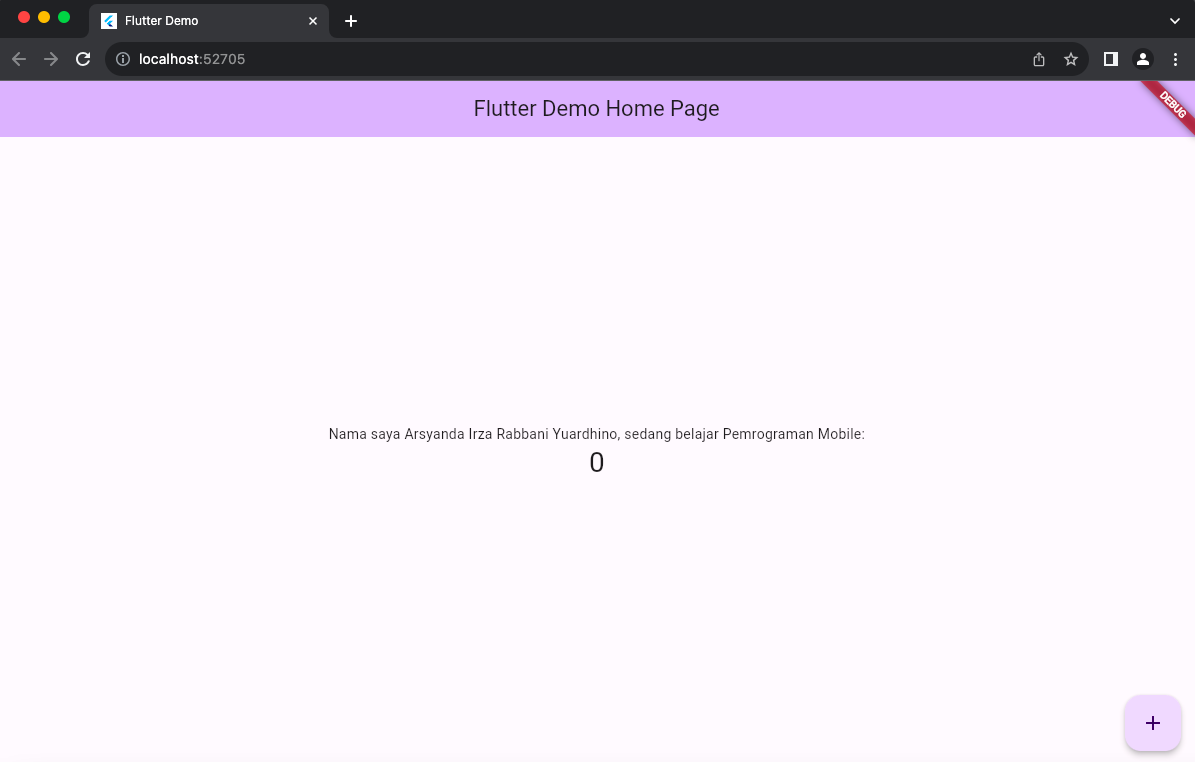 Flutter Demo
localhost:52705
Flutter Demo Home Page
DEBUG
Nama saya Arsyanda Irza Rabbani Yuardhino, sedang belajar Pemrograman Mobile:
0